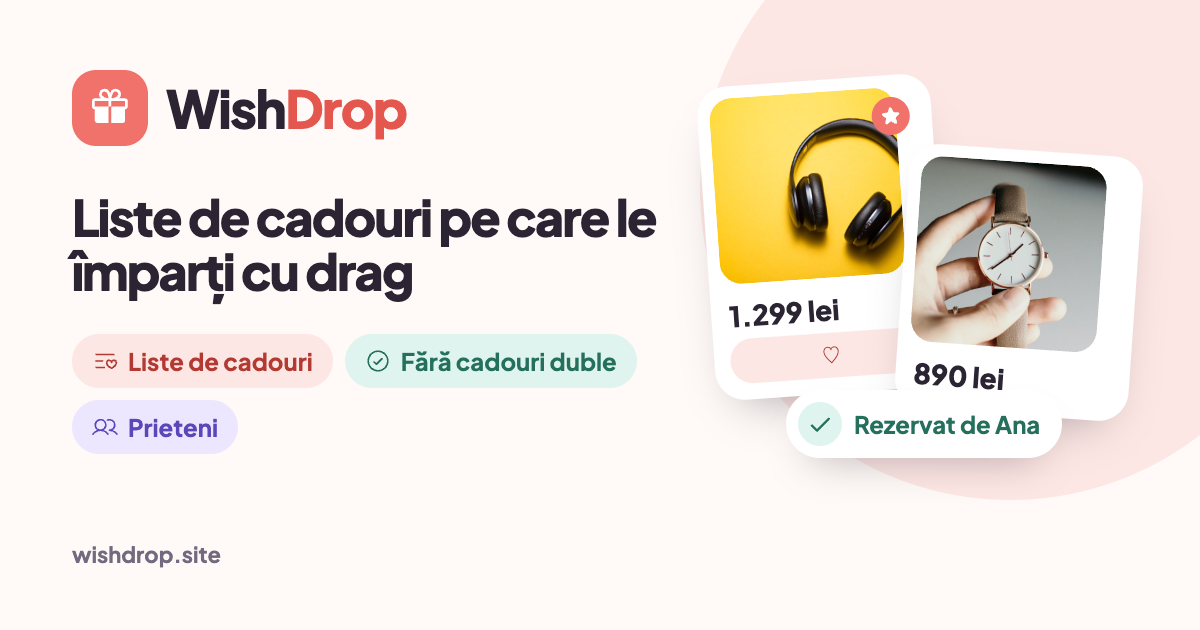 WishDrop
Liste de cadouri pe care le
împarți cu drag
Liste de cadouri
Fără cadouri duble
Prieteni
wishdrop.site
1.299 lei
890 lei
Rezervat de Ana